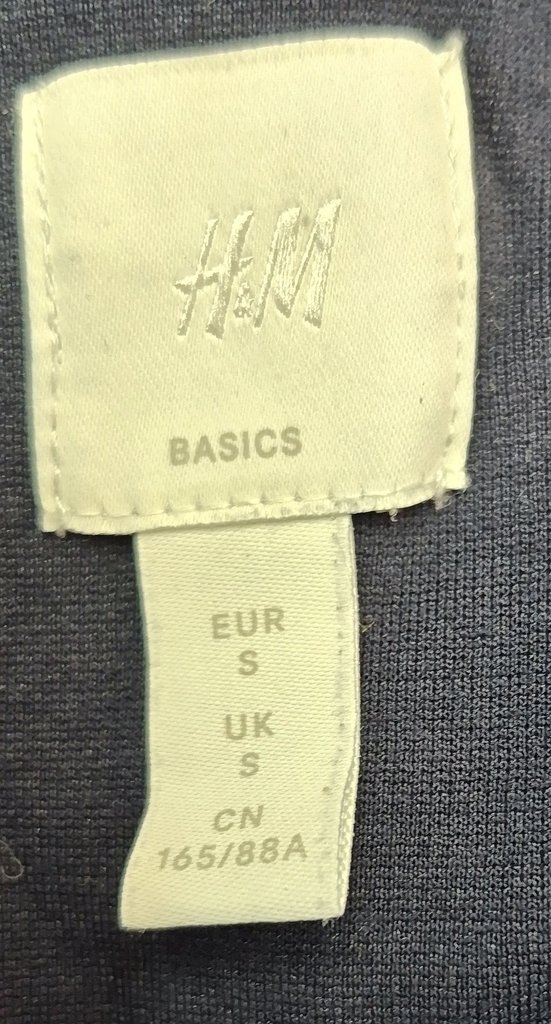 H&M
BASICS
EUR
S
UK
S
CN
165/88A